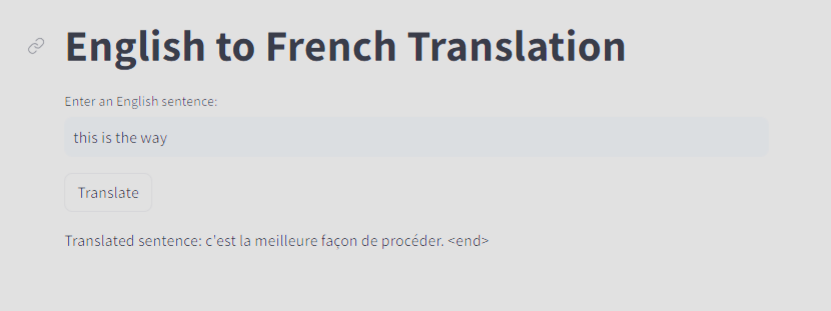 English to French Translation
Enter an English sentence:
this is the way
Translate
Translated sentence: c'est la meilleure façon de procéder. <end>